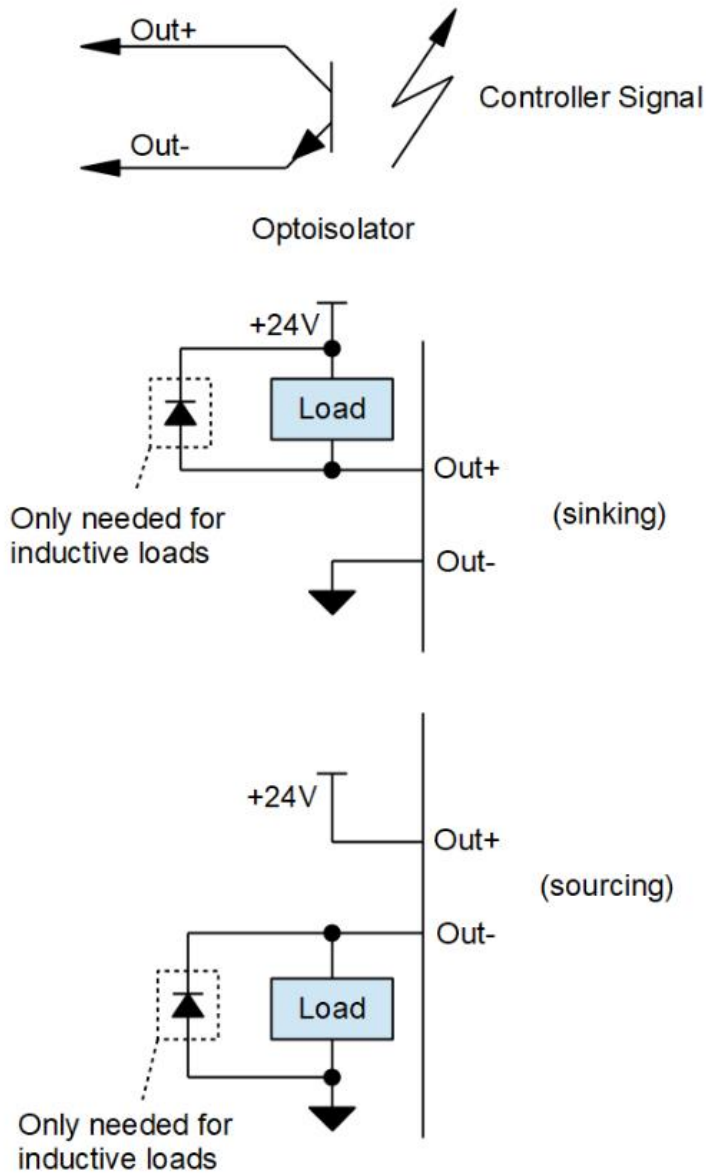 Out+
Controller Signal
Out-
Optoisolator
+24V
Load
Out+
Only needed for
inductive loads
(sinking)
Out-
+24V
Out+
(sourcing)
Out-
Load
Only needed for
inductive loads